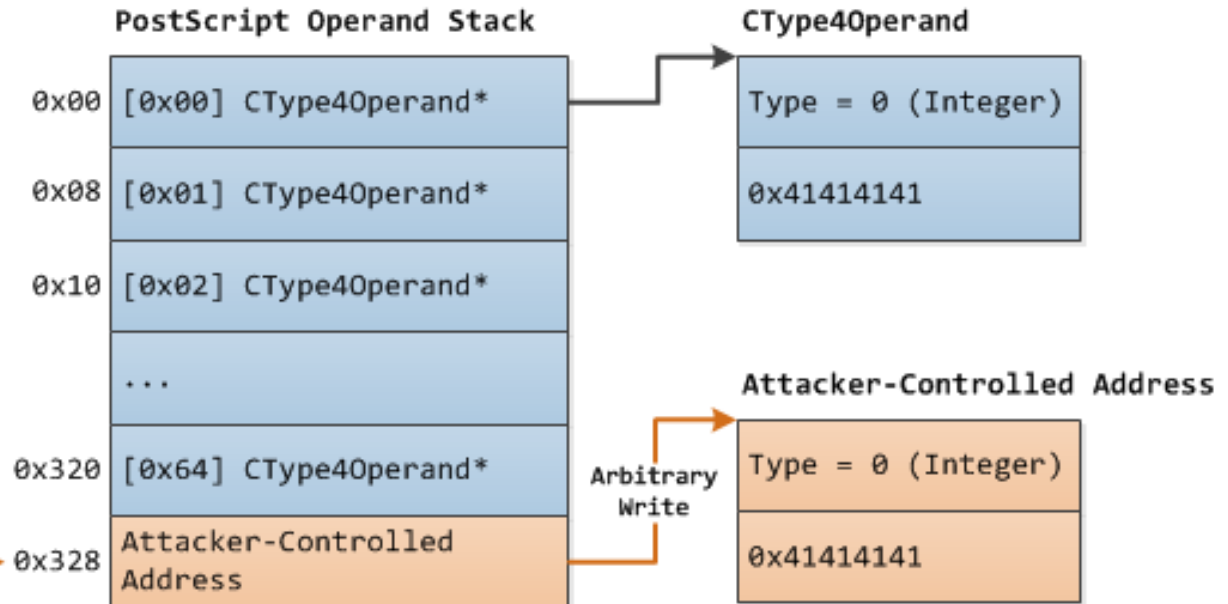 PostScript Operand Stack
CType4Operand
0x00
[0x00] CType4Operand*
Type = 0 (Integer)
0x08
[0x01] CType4Operand*
0x41414141
0x10
[0x02] CType4Operand*
...
Attacker-Controlled Address
0x320
[0x64] CType4Operand*
Arbitrary
Write
Type = 0 (Integer)
0x328
Attacker-Controlled
Address
0x41414141